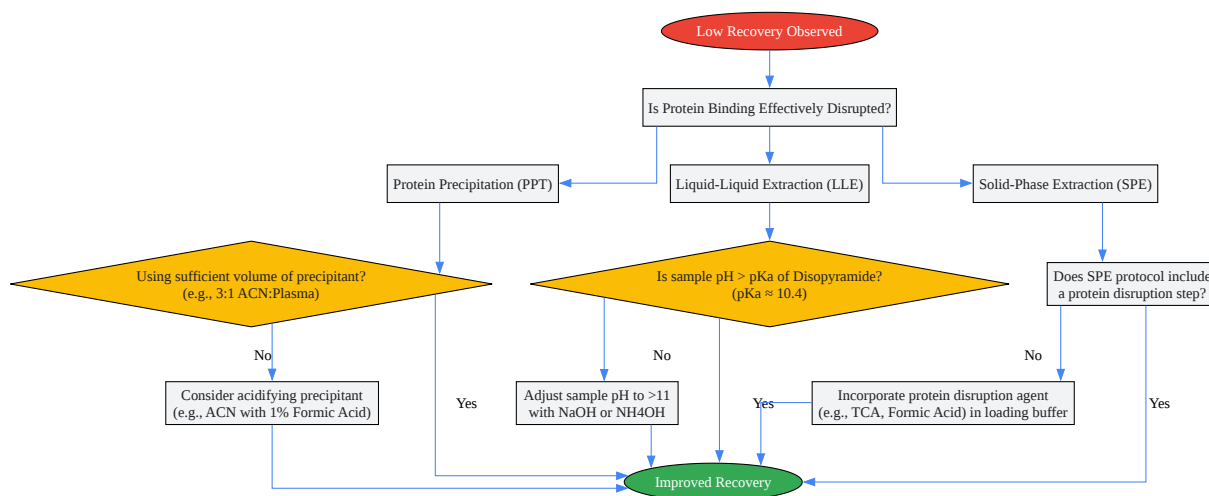 Low Recovery Observed
Is Protein Binding Effectively Disrupted?
Protein Precipitation (PPT)
Liquid-Liquid Extraction (LLE)
Solid-Phase Extraction (SPE)
Using sufficient volume of precipitant?
(e.g., 3:1 ACN:Plasma)
Is sample pH > pKa of Disopyramide?
(pKa ≈ 10.4)
Does SPE protocol include
a protein disruption step?
No
No
No
Consider acidifying precipitant
(e.g., ACN with 1% Formic Acid)
Yes
Adjust sample pH to >11
with NaOH or NH4OH
Yes
Incorporate protein disruption agent
(e.g., TCA, Formic Acid) in loading buffer
Yes
Improved Recovery